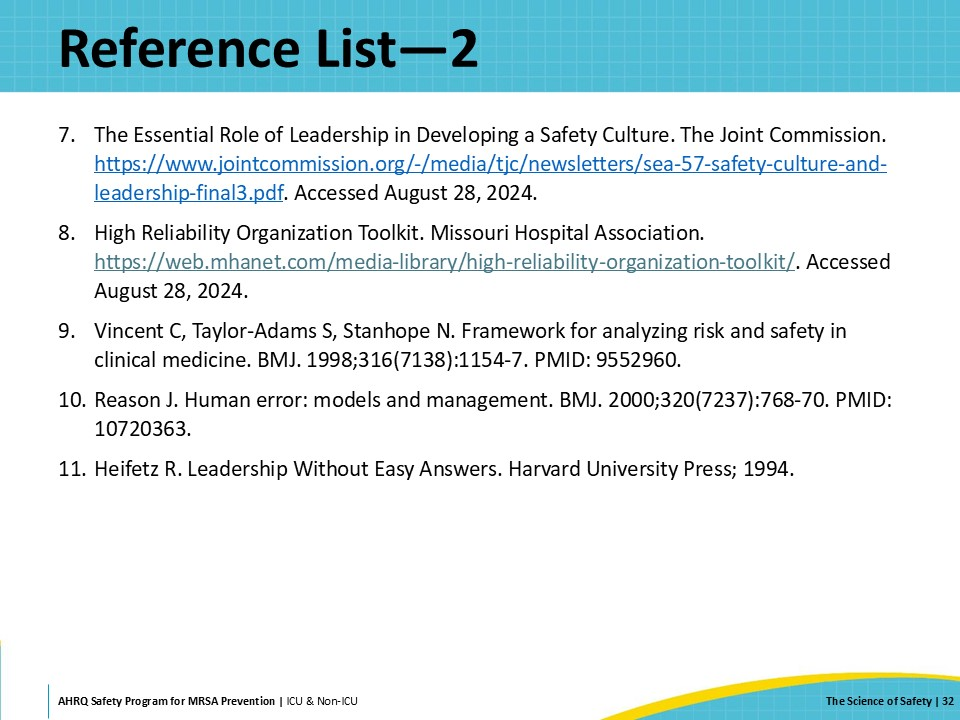 Reference List—2
7. The Essential Role of Leadership in Developing a Safety Culture. The Joint Commission.
https://www.jointcommission.org/-/media/tjc/newsletters/sea-57-safety-culture-and-
leadership-final3.pdf. Accessed August 28, 2024.
8. High Reliability Organization Toolkit. Missouri Hospital Association.
https://web.mhanet.com/media-library/high-reliability-organization-toolkit/. Accessed
August 28, 2024.
9. Vincent C, Taylor-Adams S, Stanhope N. Framework for analyzing risk and safety in
clinical medicine. BMJ. 1998;316(7138):1154-7. PMID: 9552960.
10. Reason J. Human error: models and management. BMJ. 2000;320(7237):768-70. PMID:
10720363.
11. Heifetz R. Leadership Without Easy Answers. Harvard University Press; 1994.
AHRQ Safety Program for MRSA Prevention | ICU & Non-ICU
The Science of Safety | 32